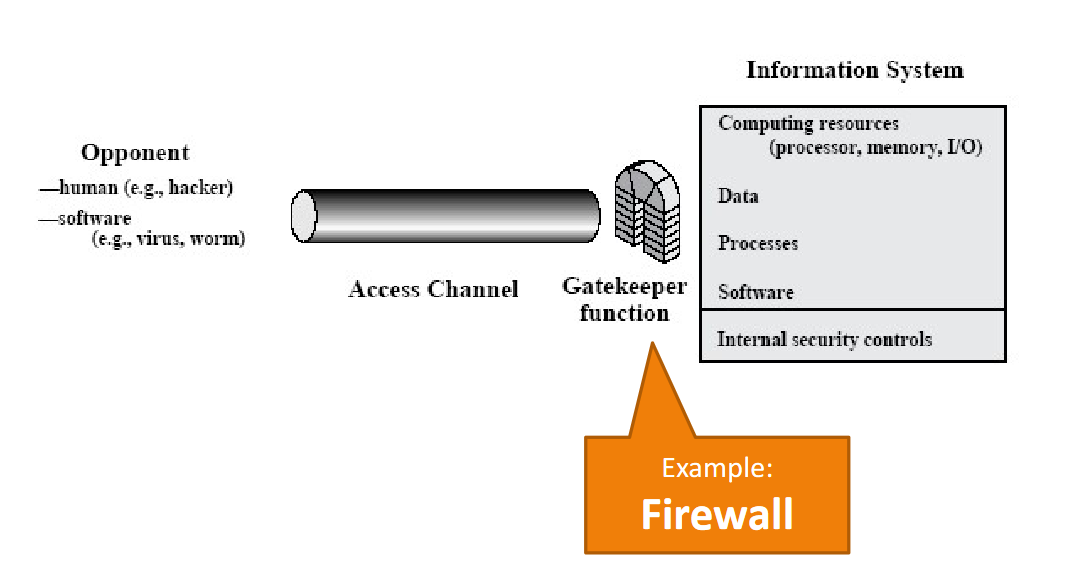 Information System
Computing resources
(processor, memory, I/O)
Data
Processes
Software
Internal security controls
Opponent
—human (e.g., hacker)
—software
(e.g., virus, worm)
Access Channel
Gatekeeper
function
Example:
Firewall